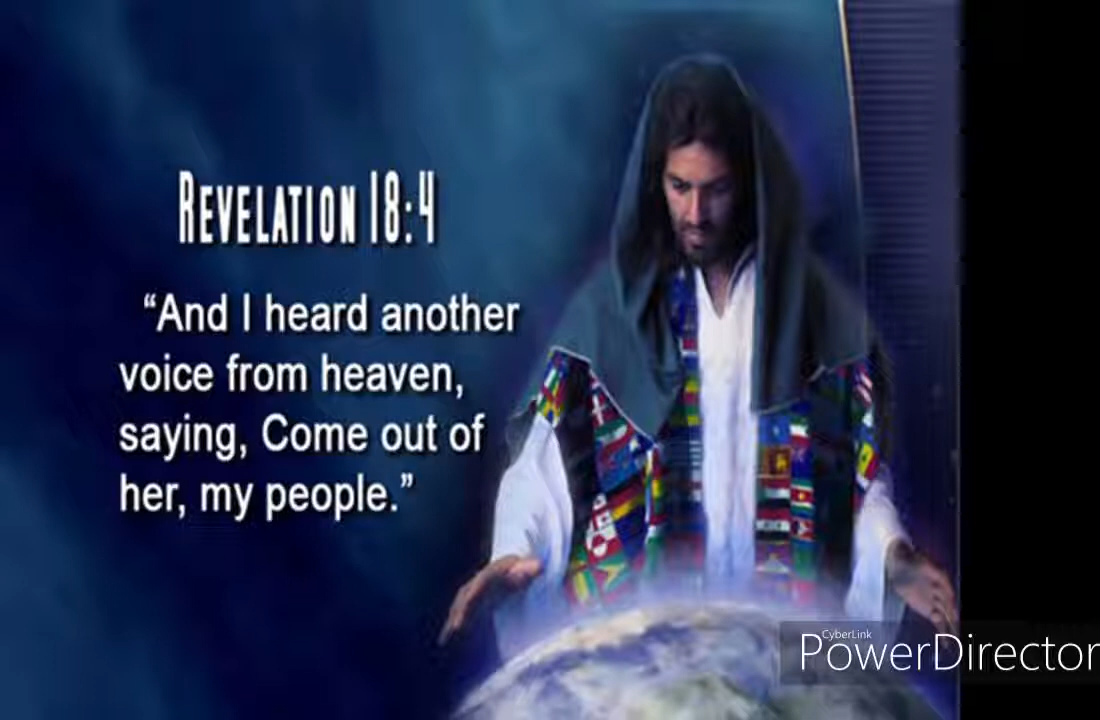 REVELATION 18:4
“And I heard another
voice from heaven,
saying, Come out of
her, my people.”
CyberLink
PowerDirector